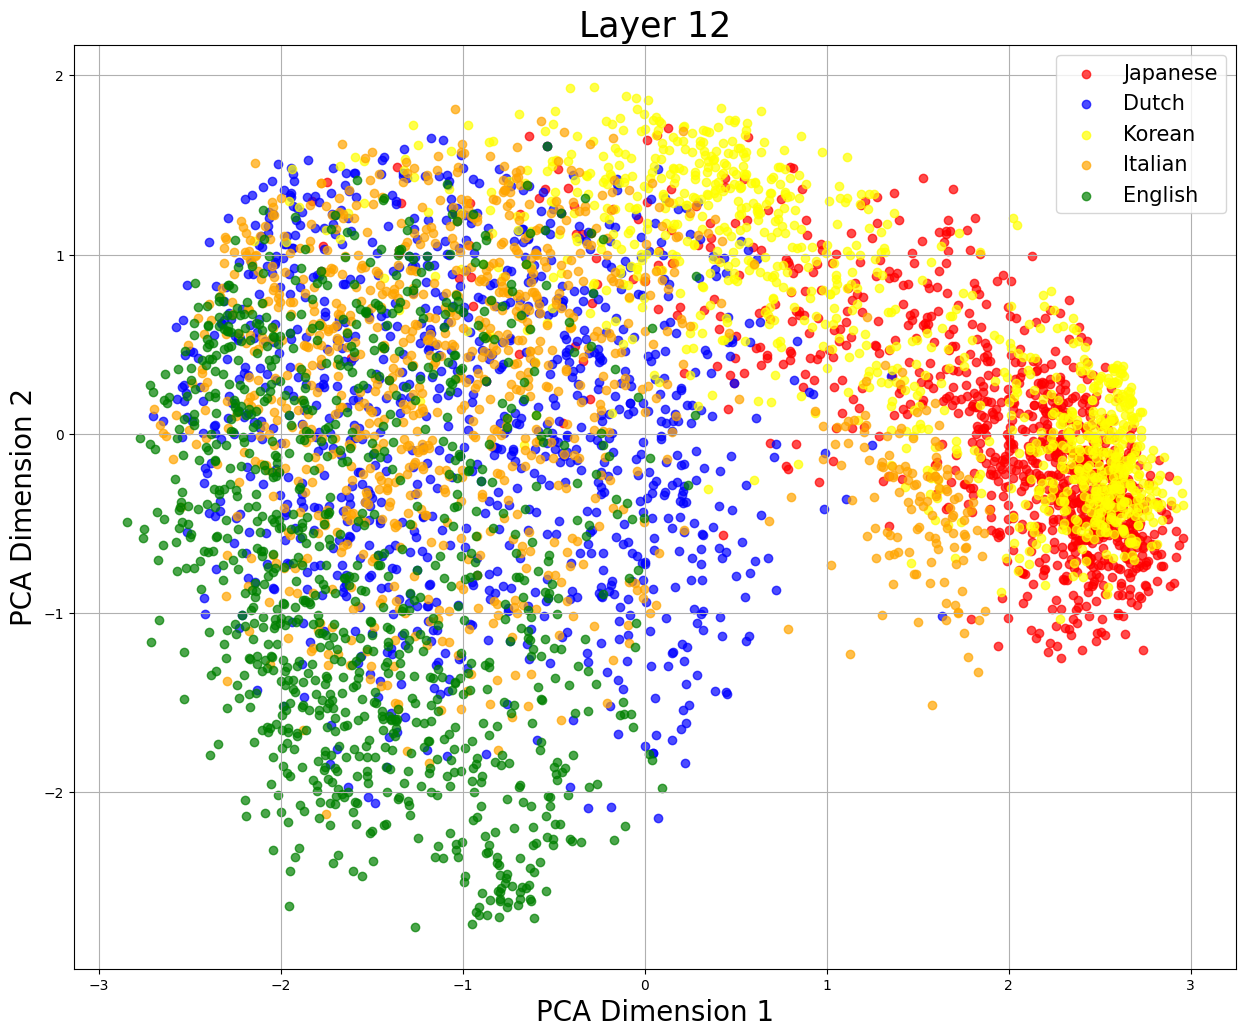 Layer 12
Japanese
Dutch
Korean
Italian
English
PCA Dimension 2
2
1
0
−1
−2
−3
−2
−1
0
1
2
3
PCA Dimension 1